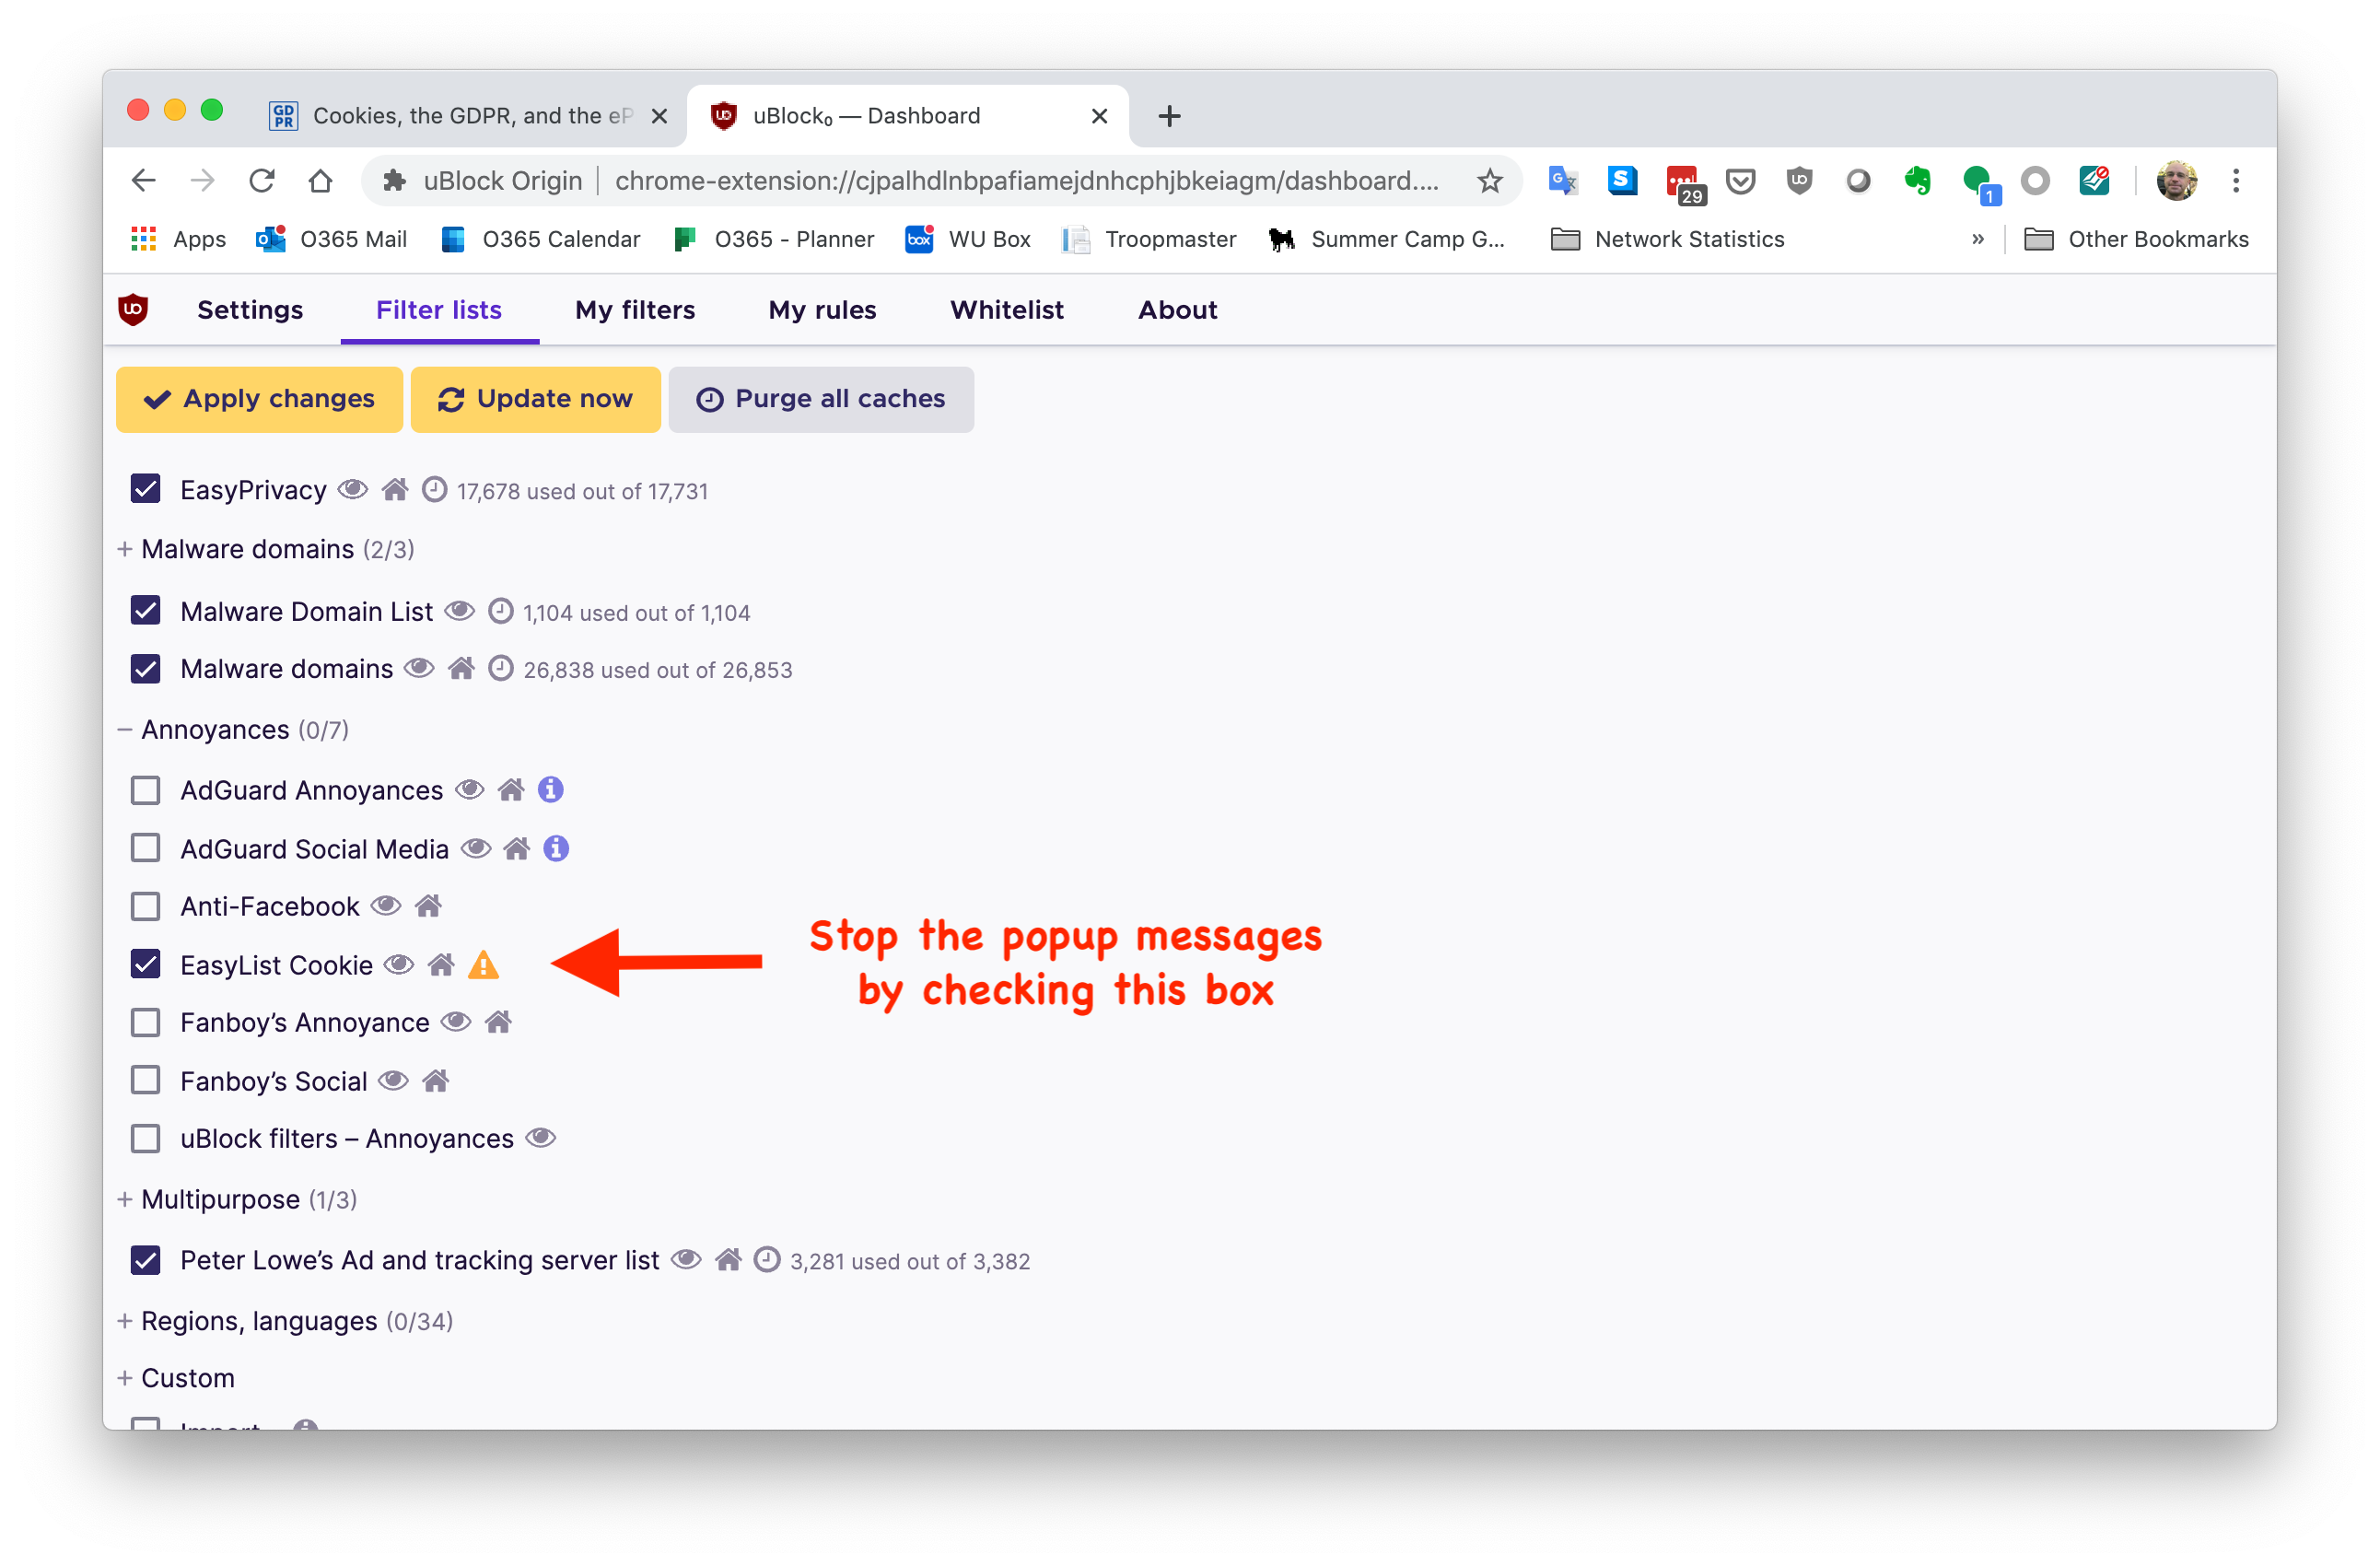 GD PR Cookies, the GDPR, and the eP
uBlock₀ — Dashboard
uBlock Origin | chrome-extension://cjpalhdlnbpafiamejdnhcphjbkeiagm/dashboard....
29
1
Apps O365 Mail O365 Calendar O365 - Planner box WU Box Troopmaster Summer Camp G... Network Statistics » Other Bookmarks
Settings Filter lists My filters My rules Whitelist About
Apply changes Update now Purge all caches
EasyPrivacy 17,678 used out of 17,731
+ Malware domains (2/3)
Malware Domain List 1,104 used out of 1,104
Malware domains 26,838 used out of 26,853
− Annoyances (0/7)
AdGuard Annoyances
AdGuard Social Media
Anti-Facebook
EasyList Cookie
Stop the popup messages
by checking this box
Fanboy’s Annoyance
Fanboy’s Social
uBlock filters – Annoyances
+ Multipurpose (1/3)
Peter Lowe’s Ad and tracking server list 3,281 used out of 3,382
+ Regions, languages (0/34)
+ Custom